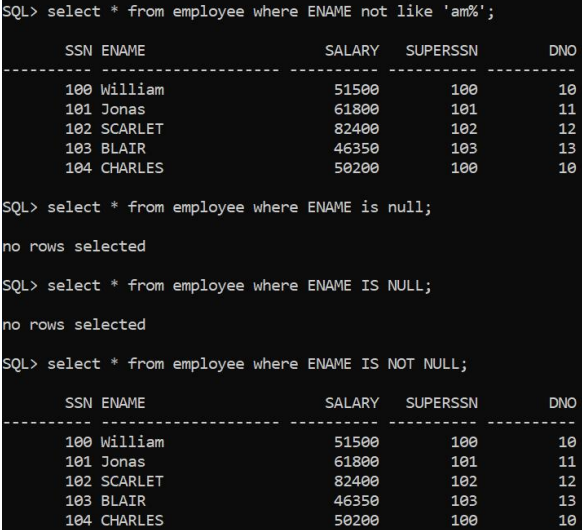 SQL> select * from employee where ENAME not like 'am%';
SSN ENAME SALARY SUPERSSN DNO
---------- -------------------- ---------- ---------- ----------
100 William 51500 100 10
101 Jonas 61800 101 11
102 SCARLET 82400 102 12
103 BLAIR 46350 103 13
104 CHARLES 50200 100 10
SQL> select * from employee where ENAME is null;
no rows selected
SQL> select * from employee where ENAME IS NULL;
no rows selected
SQL> select * from employee where ENAME IS NOT NULL;
SSN ENAME SALARY SUPERSSN DNO
---------- -------------------- ---------- ---------- ----------
100 William 51500 100 10
101 Jonas 61800 101 11
102 SCARLET 82400 102 12
103 BLAIR 46350 103 13
104 CHARLES 50200 100 10